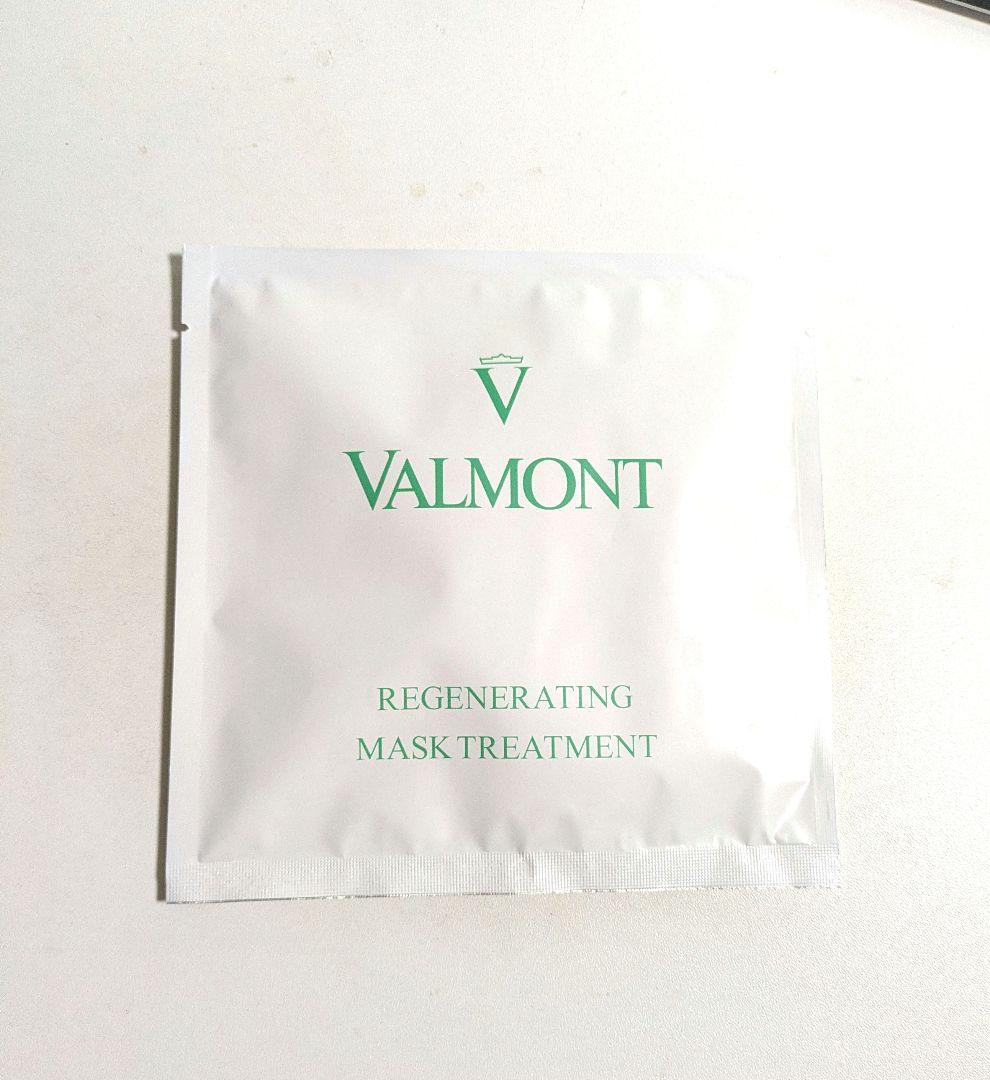 V
VALMONT
REGENERATING
MASK TREATMENT